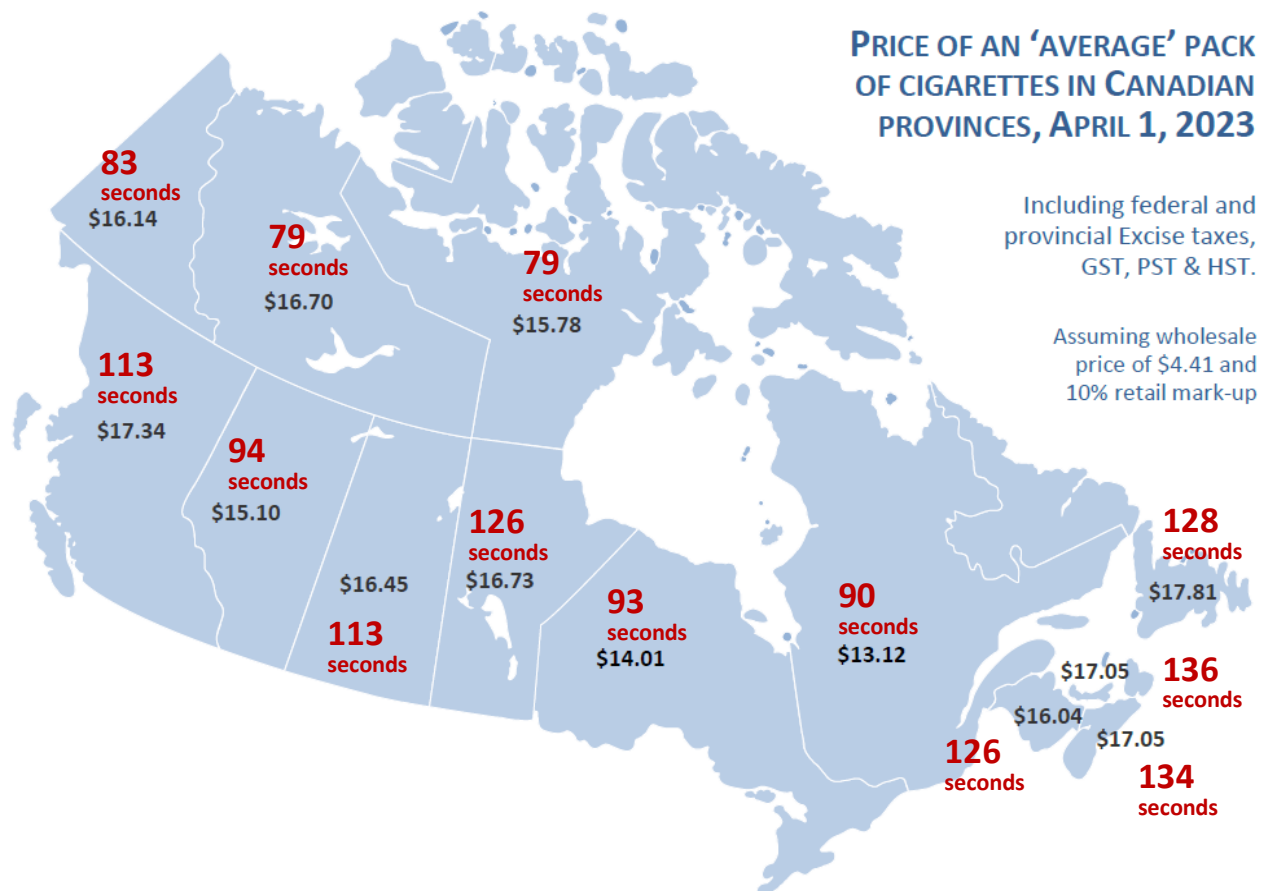 PRICE OF AN ‘AVERAGE’ PACK
OF CIGARETTES IN CANADIAN
PROVINCES, APRIL 1, 2023
Including federal and
provincial Excise taxes,
GST, PST & HST.
Assuming wholesale
price of $4.41 and
10% retail mark-up
83
seconds
$16.14
79
seconds
$16.70
79
seconds
$15.78
113
seconds
$17.34
94
seconds
$15.10
$16.45
113
seconds
126
seconds
$16.73
93
seconds
$14.01
90
seconds
$13.12
128
seconds
$17.81
$17.05
136
seconds
$16.04
126
seconds
$17.05
134
seconds